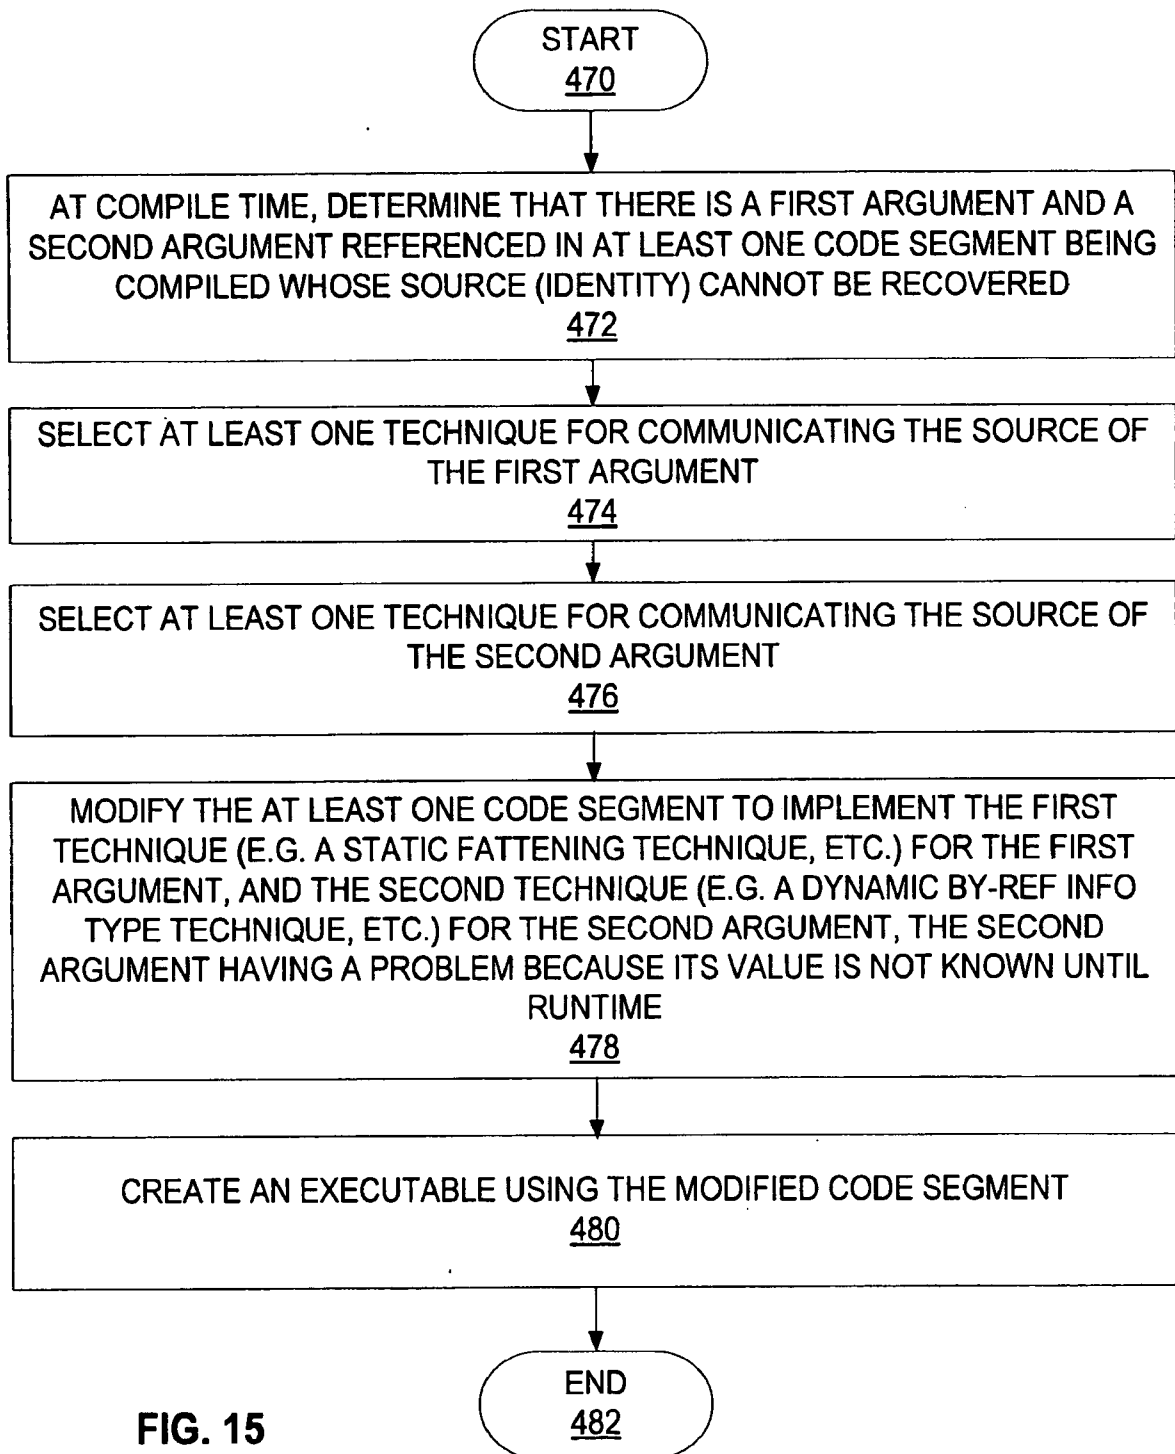 START
470
AT COMPILE TIME, DETERMINE THAT THERE IS A FIRST ARGUMENT AND A
SECOND ARGUMENT REFERENCED IN AT LEAST ONE CODE SEGMENT BEING
COMPILED WHOSE SOURCE (IDENTITY) CANNOT BE RECOVERED
472
SELECT AT LEAST ONE TECHNIQUE FOR COMMUNICATING THE SOURCE OF
THE FIRST ARGUMENT
474
SELECT AT LEAST ONE TECHNIQUE FOR COMMUNICATING THE SOURCE OF
THE SECOND ARGUMENT
476
MODIFY THE AT LEAST ONE CODE SEGMENT TO IMPLEMENT THE FIRST
TECHNIQUE (E.G. A STATIC FATTENING TECHNIQUE, ETC.) FOR THE FIRST
ARGUMENT, AND THE SECOND TECHNIQUE (E.G. A DYNAMIC BY-REF INFO
TYPE TECHNIQUE, ETC.) FOR THE SECOND ARGUMENT, THE SECOND
ARGUMENT HAVING A PROBLEM BECAUSE ITS VALUE IS NOT KNOWN UNTIL
RUNTIME
478
CREATE AN EXECUTABLE USING THE MODIFIED CODE SEGMENT
480
END
482
FIG. 15